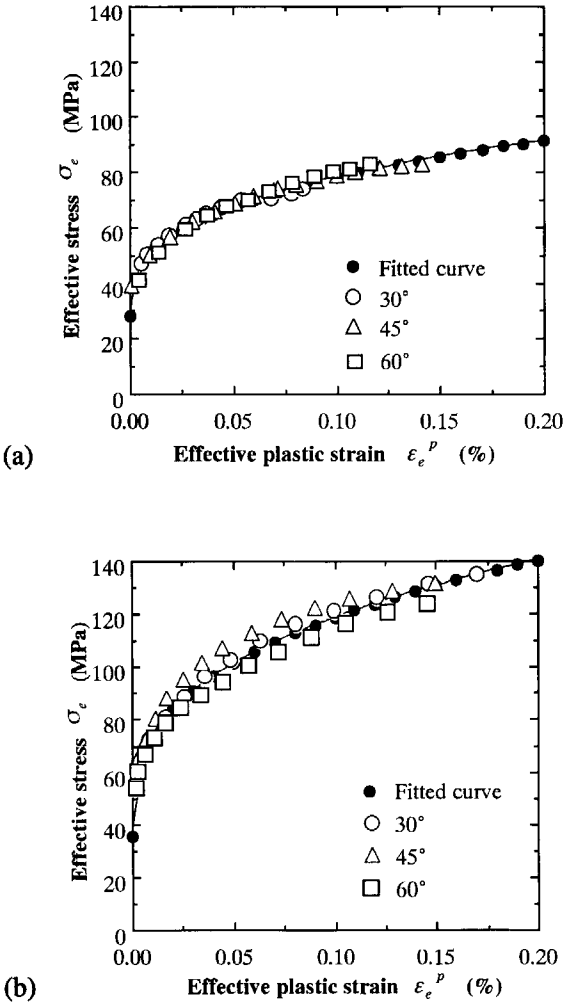 140
120
100
80
60
40
20
0
Effective stress σe (MPa)
Fitted curve
30°
45°
60°
0.00 0.05 0.10 0.15 0.20
(a) Effective plastic strain εe^p (%)
140
120
100
80
60
40
20
0
Effective stress σe (MPa)
Fitted curve
30°
45°
60°
0.00 0.05 0.10 0.15 0.20
(b) Effective plastic strain εe^p (%)